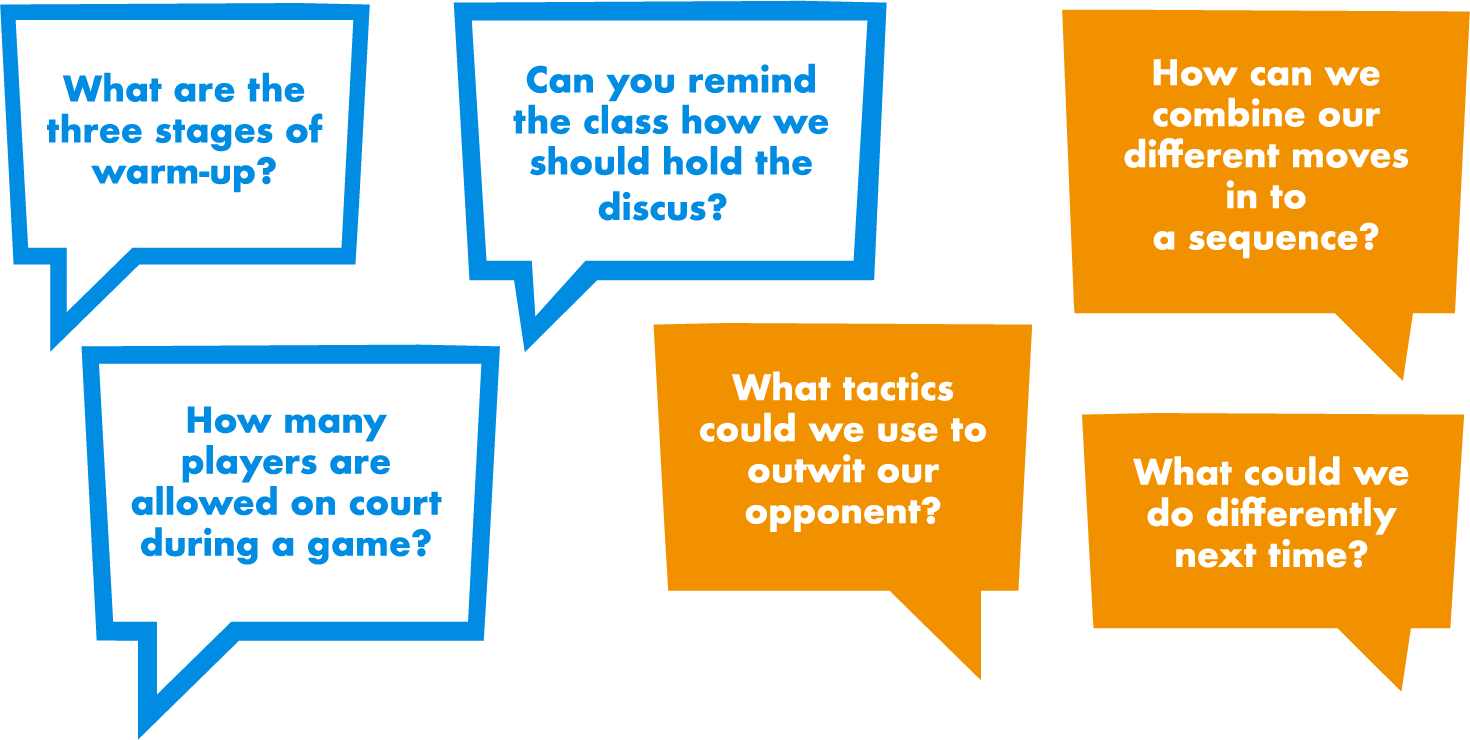 What are the
three stages of
warm-up?
Can you remind
the class how we
should hold the
discus?
How can we
combine our
different moves
in to
a sequence?
How many
players are
allowed on court
during a game?
What tactics
could we use to
outwit our
opponent?
What could we
do differently
next time?